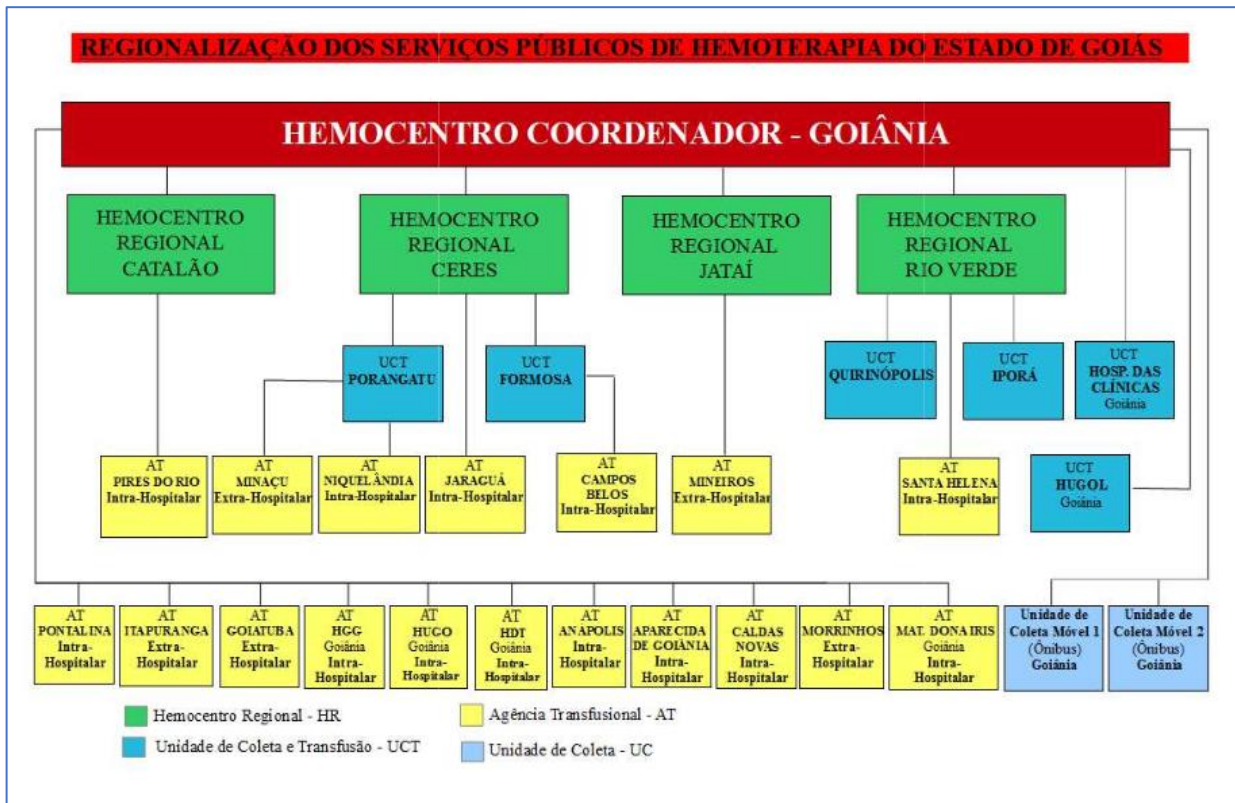 REGIONALIZAÇÃO DOS SERVIÇOS PÚBLICOS DE HEMOTERAPIA DO ESTADO DE GOIÁS
HEMOCENTRO COORDENADOR - GOIÂNIA
HEMOCENTRO
REGIONAL
CATALÃO
HEMOCENTRO
REGIONAL
CERES
HEMOCENTRO
REGIONAL
JATAÍ
HEMOCENTRO
REGIONAL
RIO VERDE
UCT
PORANGATU
UCT
FORMOSA
UCT
QUIRINÓPOLIS
UCT
IPORÁ
UCT
HOSP. DAS
CLÍNICAS
Goiânia
AT
PIRES DO RIO
Intra-Hospitalar
AT
MINAÇU
Extra-Hospitalar
AT
NIQUELÂNDIA
Intra-Hospitalar
AT
JARAGUÁ
Intra-Hospitalar
AT
CAMPOS
BELOS
Intra-Hospitalar
AT
MINEIROS
Extra-Hospitalar
AT
SANTA HELENA
Intra-Hospitalar
UCT
HUGOL
Goiânia
AT
PONTALINA
Intra-
Hospitalar
AT
ITAPURANGA
Extra-
Hospitalar
AT
GOIATUBA
Extra-
Hospitalar
AT
HGG
Goiânia
Intra-
Hospitalar
AT
HUGO
Goiânia
Intra-
Hospitalar
AT
HDT
Goiânia
Intra-
Hospitalar
AT
ANÁPOLIS
Intra-
Hospitalar
AT
APARECIDA
DE GOIÂNIA
Intra-
Hospitalar
AT
CALDAS
NOVAS
Intra-
Hospitalar
AT
MORRINHOS
Extra-
Hospitalar
AT
MAT. DONA IRIS
Goiânia
Intra-
Hospitalar
Unidade de
Coleta Móvel 1
(Ônibus)
Goiânia
Unidade de
Coleta Móvel 2
(Ônibus)
Goiânia
Hemocentro Regional - HR
Agência Transfusional - AT
Unidade de Coleta e Transfusão - UCT
Unidade de Coleta - UC